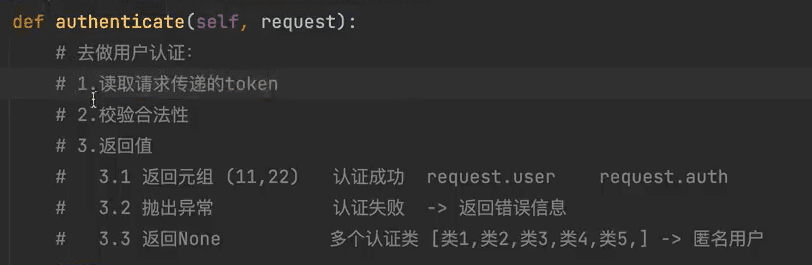 def authenticate(self, request):
# 去做用户认证：
# 1.读取请求传递的token
# 2.校验合法性
# 3.返回值
#   3.1 返回元组 (11,22)   认证成功  request.user    request.auth
#   3.2 抛出异常           认证失败  -> 返回错误信息
#   3.3 返回None          多个认证类 [类1,类2,类3,类4,类5,] -> 匿名用户